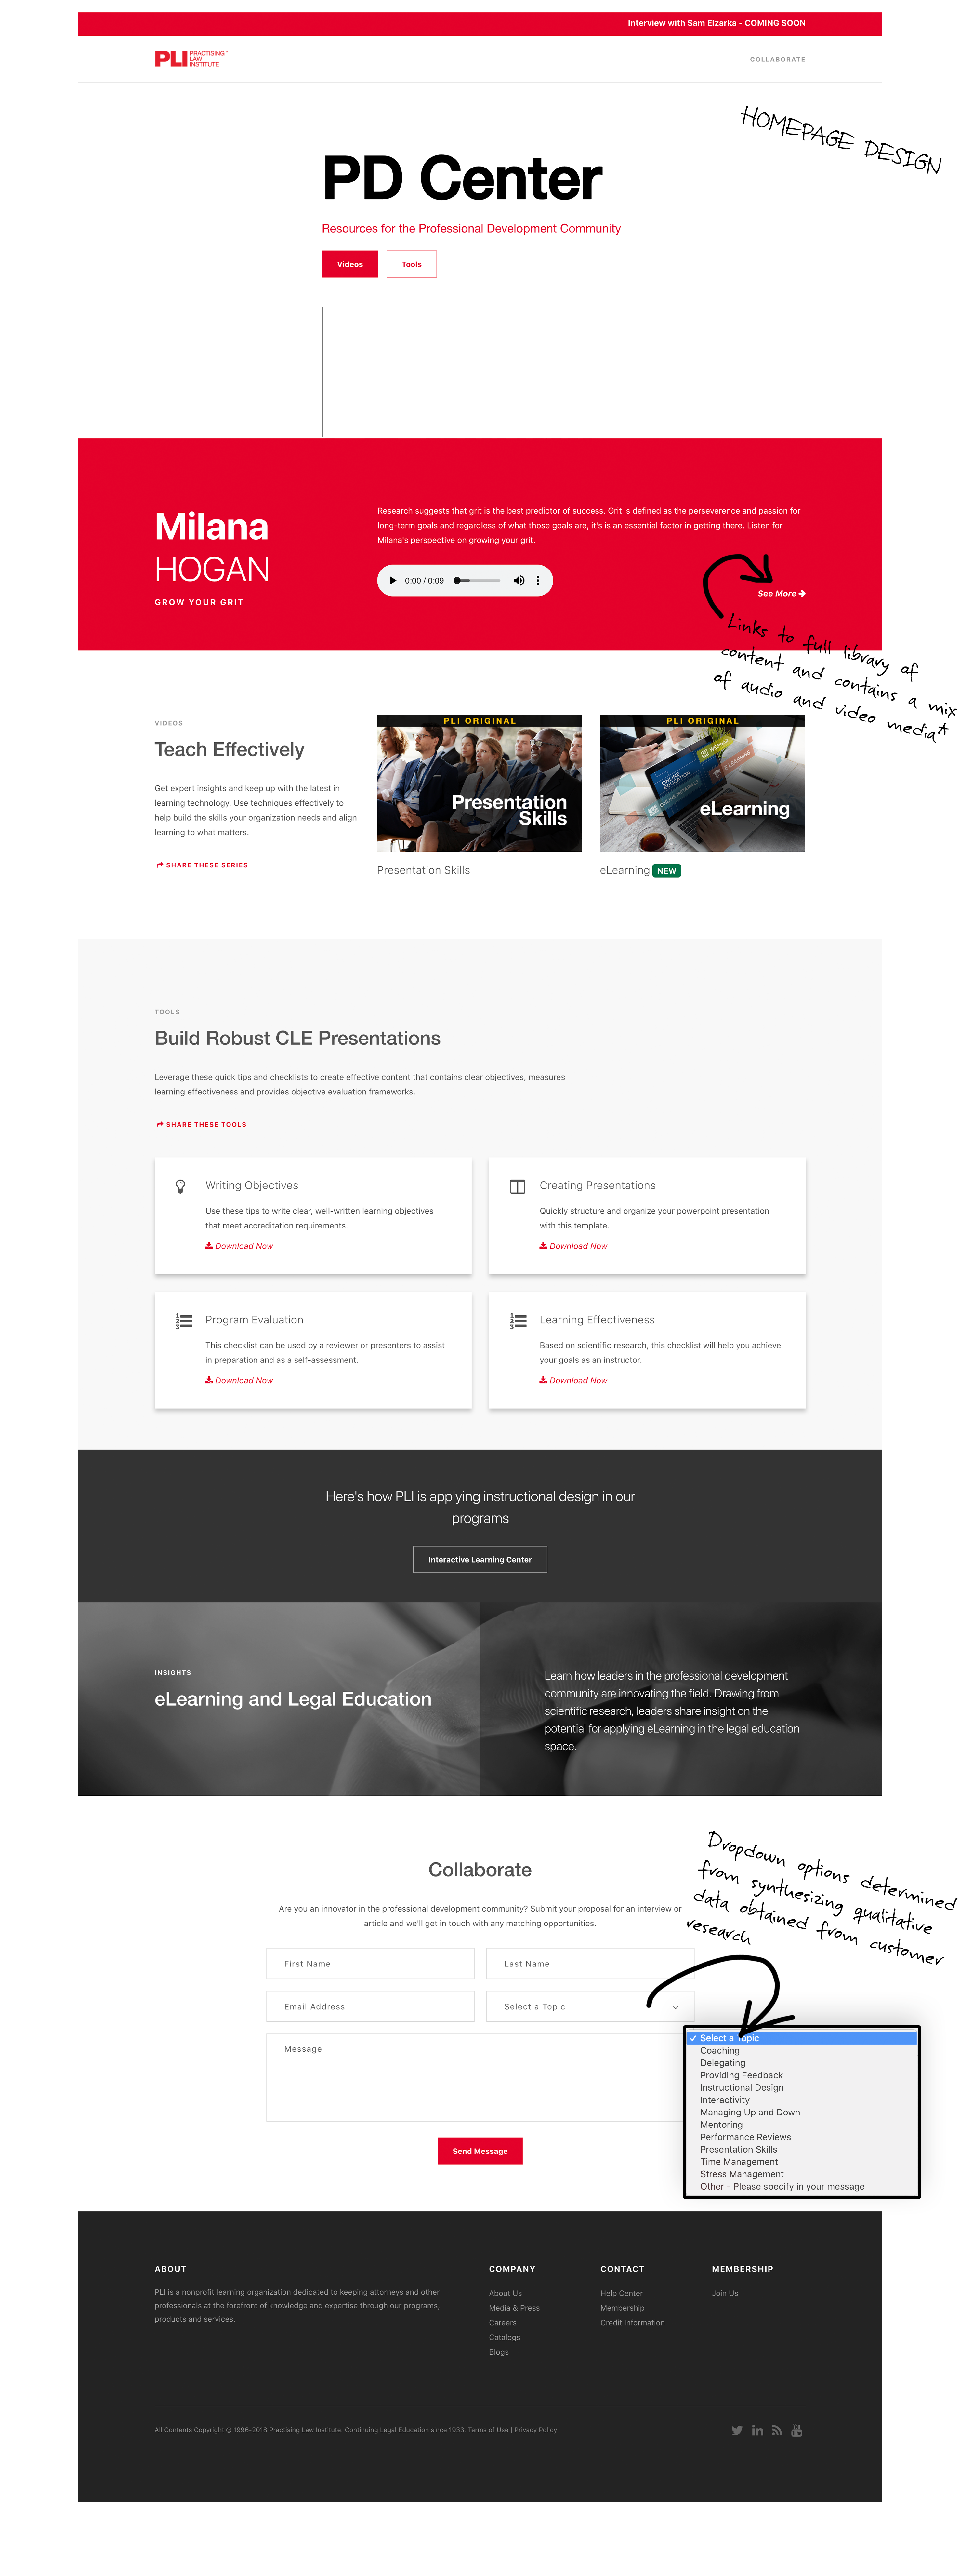 Interview with Sam Elzarka - COMING SOON
PLI PRACTISING
LAW
INSTITUTE
COLLABORATE
HOMEPAGE DESIGN
PD Center
Resources for the Professional Development Community
Videos
Tools
Milana
HOGAN
GROW YOUR GRIT
Research suggests that grit is the best predictor of success. Grit is defined as the perseverence and passion for
long-term goals and regardless of what those goals are, it's is an essential factor in getting there. Listen for
Milana's perspective on growing your grit.
0:00 / 0:09
See More
Links to full library of
content and contains a mix
of audio and video media*
VIDEOS
Teach Effectively
Get expert insights and keep up with the latest in
learning technology. Use techniques effectively to
help build the skills your organization needs and align
learning to what matters.
SHARE THESE SERIES
PLI ORIGINAL
Presentation
Skills
Presentation Skills
PLI ORIGINAL
WEBINAR
ONLINE
EDUCATION
E-LEARNING
eLearning
eLearning NEW
TOOLS
Build Robust CLE Presentations
Leverage these quick tips and checklists to create effective content that contains clear objectives, measures
learning effectiveness and provides objective evaluation frameworks.
SHARE THESE TOOLS
Writing Objectives
Use these tips to write clear, well-written learning objectives
that meet accreditation requirements.
Download Now
Creating Presentations
Quickly structure and organize your powerpoint presentation
with this template.
Download Now
Program Evaluation
This checklist can be used by a reviewer or presenters to assist
in preparation and as a self-assessment.
Download Now
Learning Effectiveness
Based on scientific research, this checklist will help you achieve
your goals as an instructor.
Download Now
Here's how PLI is applying instructional design in our
programs
Interactive Learning Center
INSIGHTS
eLearning and Legal Education
Learn how leaders in the professional development
community are innovating the field. Drawing from
scientific research, leaders share insight on the
potential for applying eLearning in the legal education
space.
Collaborate
Are you an innovator in the professional development community? Submit your proposal for an interview or
article and we'll get in touch with any matching opportunities.
Dropdown options determined
from synthesizing qualitative
data obtained from customer
research
First Name
Last Name
Email Address
Select a Topic
Message
Send Message
Select a Topic
Coaching
Delegating
Providing Feedback
Instructional Design
Interactivity
Managing Up and Down
Mentoring
Performance Reviews
Presentation Skills
Time Management
Stress Management
Other - Please specify in your message
ABOUT
PLI is a nonprofit learning organization dedicated to keeping attorneys and other
professionals at the forefront of knowledge and expertise through our programs,
products and services.
COMPANY
About Us
Media & Press
Careers
Catalogs
Blogs
CONTACT
Help Center
Membership
Credit Information
MEMBERSHIP
Join Us
All Contents Copyright © 1996-2018 Practising Law Institute. Continuing Legal Education since 1933. Terms of Use | Privacy Policy